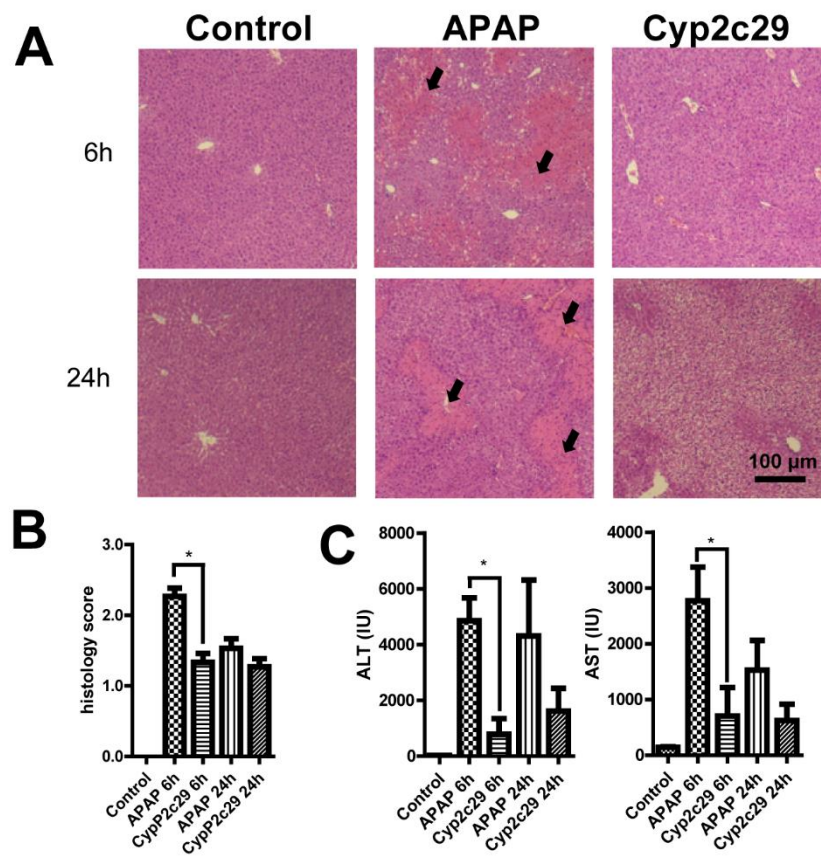 A
Control
APAP
Cyp2c29
6h
24h
100 µm
B
histology score
3.0
2.0
1.0
0.0
*
Control
APAP 6h
CypP2c29 6h
APAP 24h
CypP2c29 24h
C
ALT (IU)
8000
6000
4000
2000
0
*
Control
APAP 6h
Cyp2c29 6h
APAP 24h
Cyp2c29 24h
AST (IU)
4000
3000
2000
1000
0
*
Control
APAP 6h
Cyp2c29 6h
APAP 24h
Cyp2c29 24h